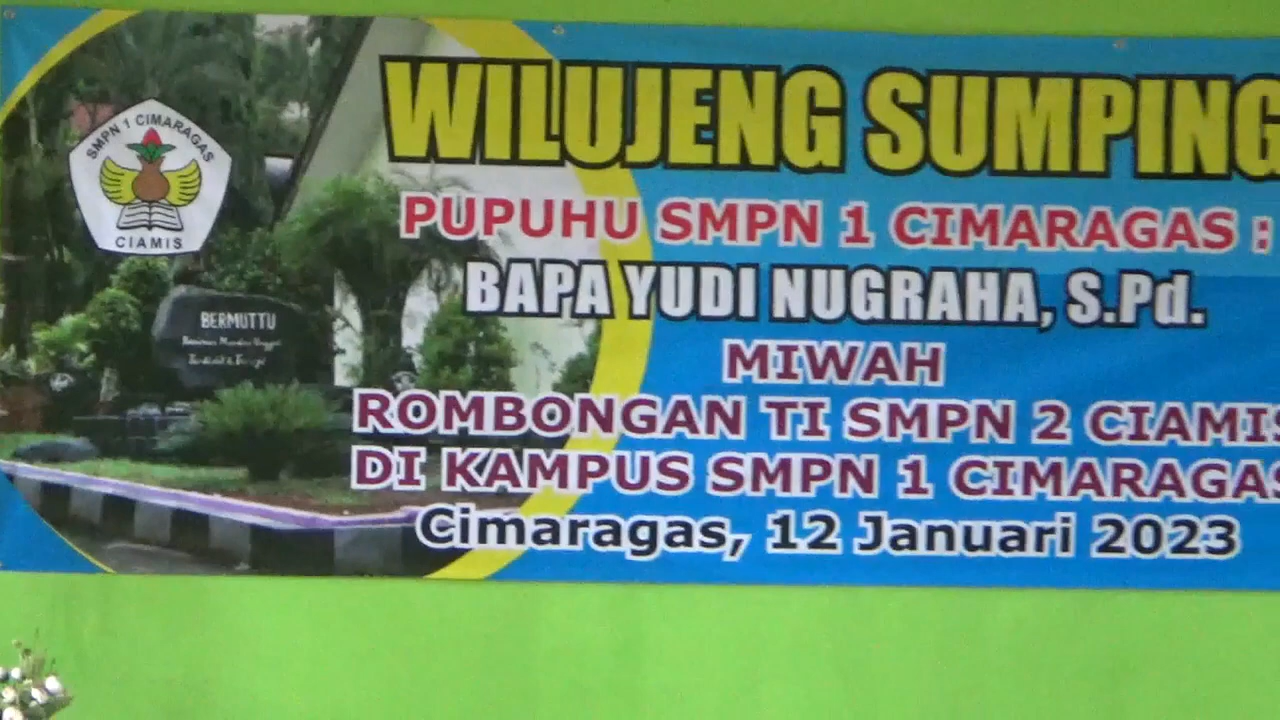 SMPN 1 CIMARAGAS
CIAMIS
BERMUTTU
WILUJENG SUMPING
PUPUHU SMPN 1 CIMARAGAS :
BAPA YUDI NUGRAHA, S.Pd.
MIWAH
ROMBONGAN TI SMPN 2 CIAMIS
DI KAMPUS SMPN 1 CIMARAGAS
Cimaragas, 12 Januari 2023